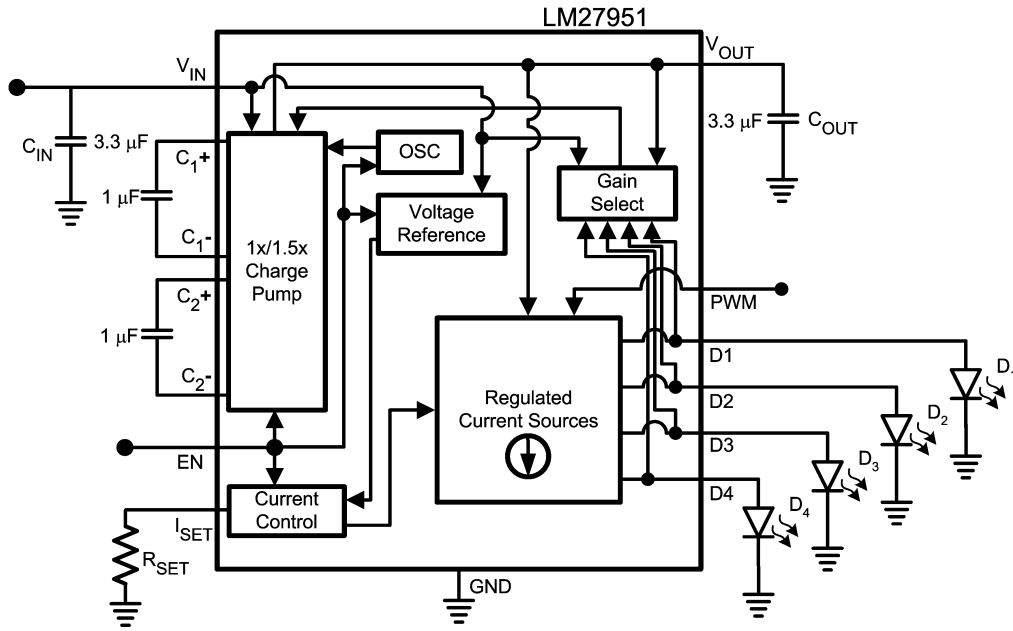 LM27951
VOUT
VIN
CIN
3.3 µF
C1+
1 µF
C1-
1x/1.5x
Charge
Pump
C2+
1 µF
C2-
OSC
Voltage
Reference
Gain
Select
3.3 µF
COUT
PWM
Regulated
Current Sources
D1
D2
D3
D4
D
D2
D3
D4
EN
Current
Control
ISET
RSET
GND